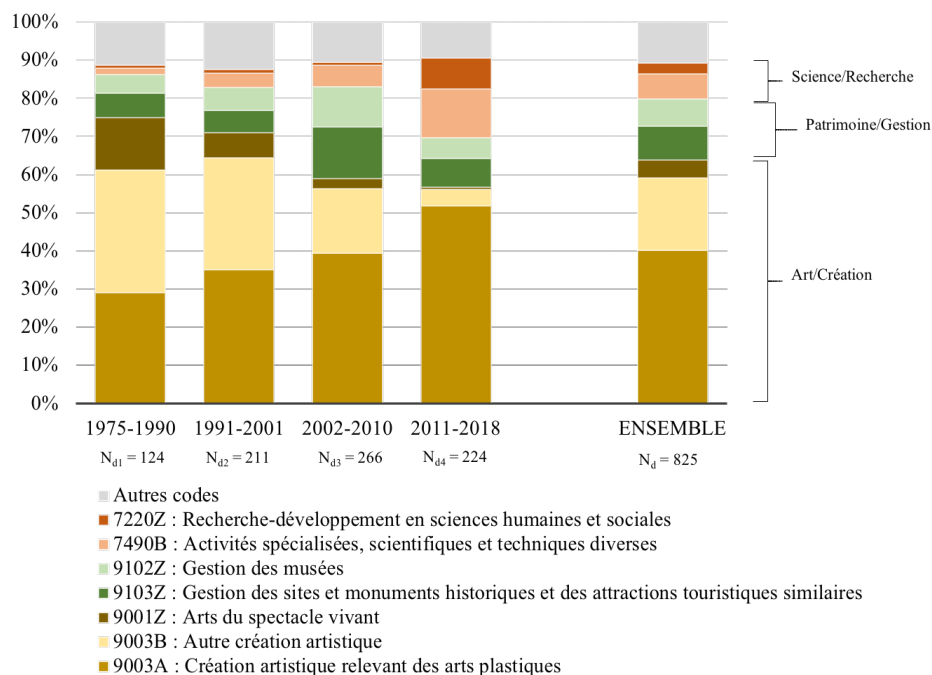 100%
90%
80%
70%
60%
50%
40%
30%
20%
10%
0%
Science/Recherche
Patrimoine/Gestion
Art/Création
1975-1990 1991-2001 2002-2010 2011-2018 ENSEMBLE
Nd1 = 124 Nd2 = 211 Nd3 = 266 Nd4 = 224 Nd = 825
Autres codes
7220Z : Recherche-développement en sciences humaines et sociales
7490B : Activités spécialisées, scientifiques et techniques diverses
9102Z : Gestion des musées
9103Z : Gestion des sites et monuments historiques et des attractions touristiques similaires
9001Z : Arts du spectacle vivant
9003B : Autre création artistique
9003A : Création artistique relevant des arts plastiques